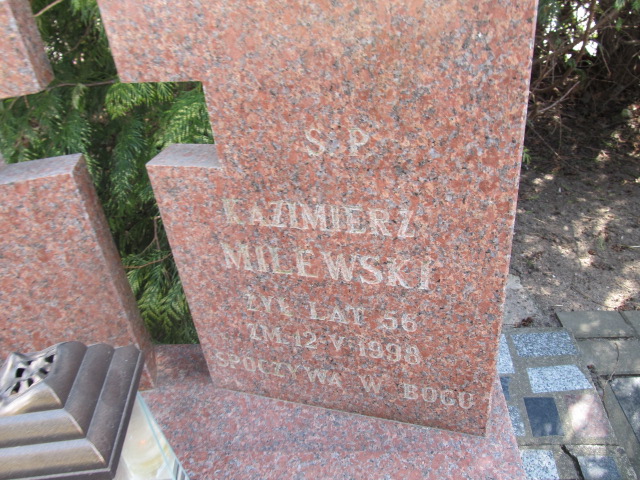 Ś P
KAZIMIERZ
MILEWSKI
ŻYŁ LAT 56
ZM. 12·V·1998
SPOCZYWA W BOGU